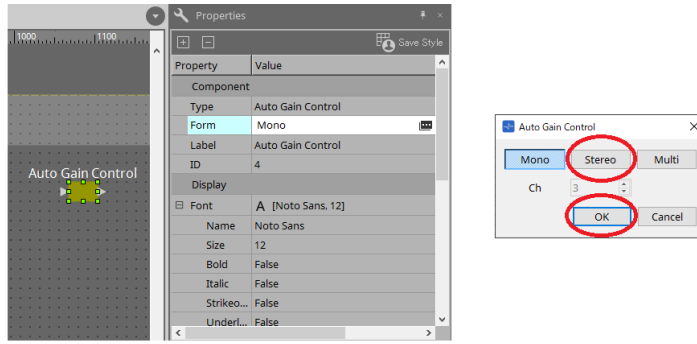 1000
1100
Auto Gain Control
Properties
Save Style
Property Value
Component
Type Auto Gain Control
Form Mono
Label Auto Gain Control
ID 4
Display
Font A [Noto Sans, 12]
Name Noto Sans
Size 12
Bold False
Italic False
Strikeo... False
Underl... False
Auto Gain Control
Mono Stereo Multi
Ch 3
OK Cancel